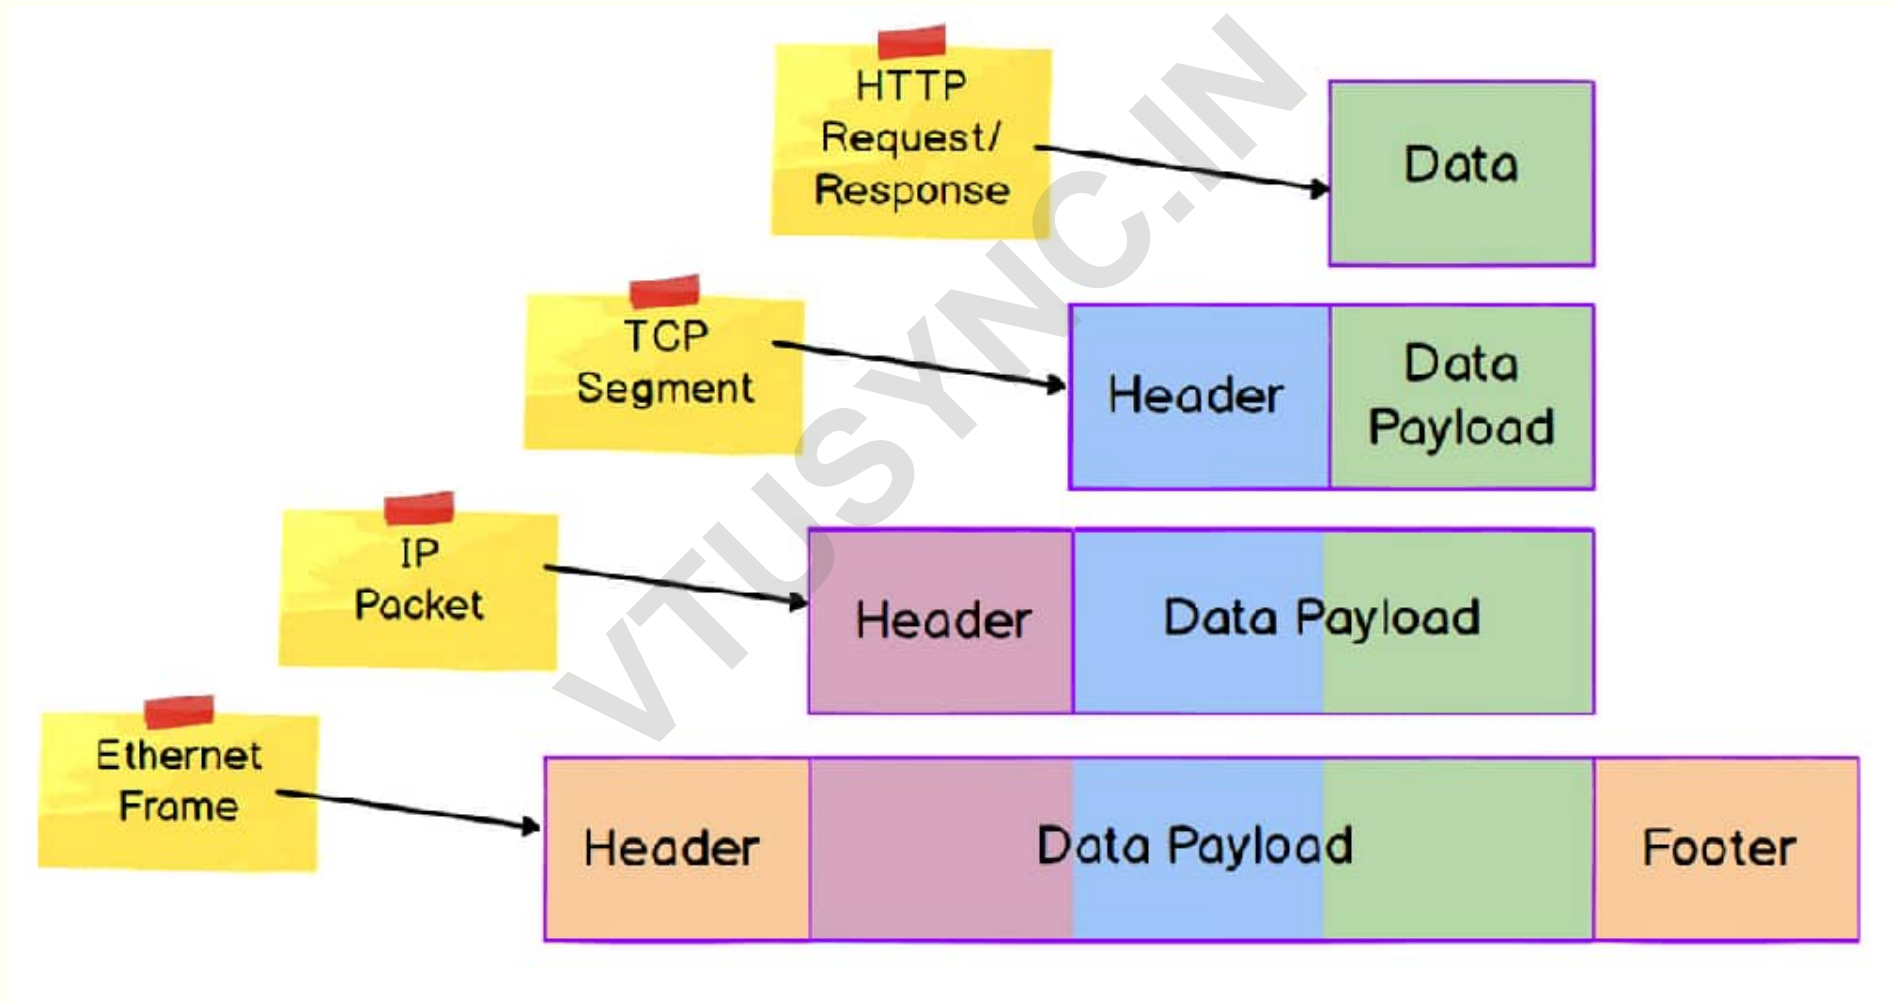 HTTP
Request/
Response
Data
TCP
Segment
Header
Data
Payload
IP
Packet
Header
Data Payload
Ethernet
Frame
Header
Data Payload
Footer
VTUSYNC.IN